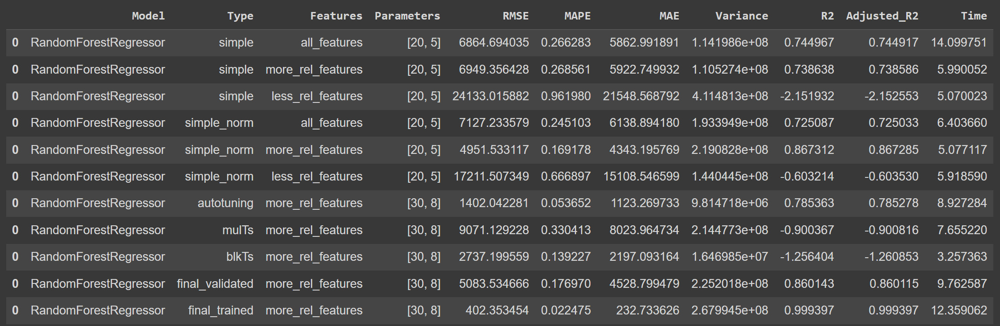 Model Type Features Parameters RMSE MAPE MAE Variance R2 Adjusted_R2 Time
0 RandomForestRegressor simple all_features [20, 5] 6864.694035 0.266283 5862.991891 1.141986e+08 0.744967 0.744917 14.099751
0 RandomForestRegressor simple more_rel_features [20, 5] 6949.356428 0.268561 5922.749932 1.105274e+08 0.738638 0.738586 5.990052
0 RandomForestRegressor simple less_rel_features [20, 5] 24133.015882 0.961980 21548.568792 4.114813e+08 -2.151932 -2.152553 5.070023
0 RandomForestRegressor simple_norm all_features [20, 5] 7127.233579 0.245103 6138.894180 1.933949e+08 0.725087 0.725033 6.403660
0 RandomForestRegressor simple_norm more_rel_features [20, 5] 4951.533117 0.169178 4343.195769 2.190828e+08 0.867312 0.867285 5.077117
0 RandomForestRegressor simple_norm less_rel_features [20, 5] 17211.507349 0.666897 15108.546599 1.440445e+08 -0.603214 -0.603530 5.918590
0 RandomForestRegressor autotuning more_rel_features [30, 8] 1402.042281 0.053652 1123.269733 9.814718e+06 0.785363 0.785278 8.927284
0 RandomForestRegressor mulTs more_rel_features [30, 8] 9071.129228 0.330413 8023.964734 2.144773e+08 -0.900367 -0.900816 7.655220
0 RandomForestRegressor blkTs more_rel_features [30, 8] 2737.199559 0.139227 2197.093164 1.646985e+07 -1.256404 -1.260853 3.257363
0 RandomForestRegressor final_validated more_rel_features [30, 8] 5083.534666 0.176970 4528.799479 2.252018e+08 0.860143 0.860115 9.762587
0 RandomForestRegressor final_trained more_rel_features [30, 8] 402.353454 0.022475 232.733626 2.679945e+08 0.999397 0.999397 12.359062